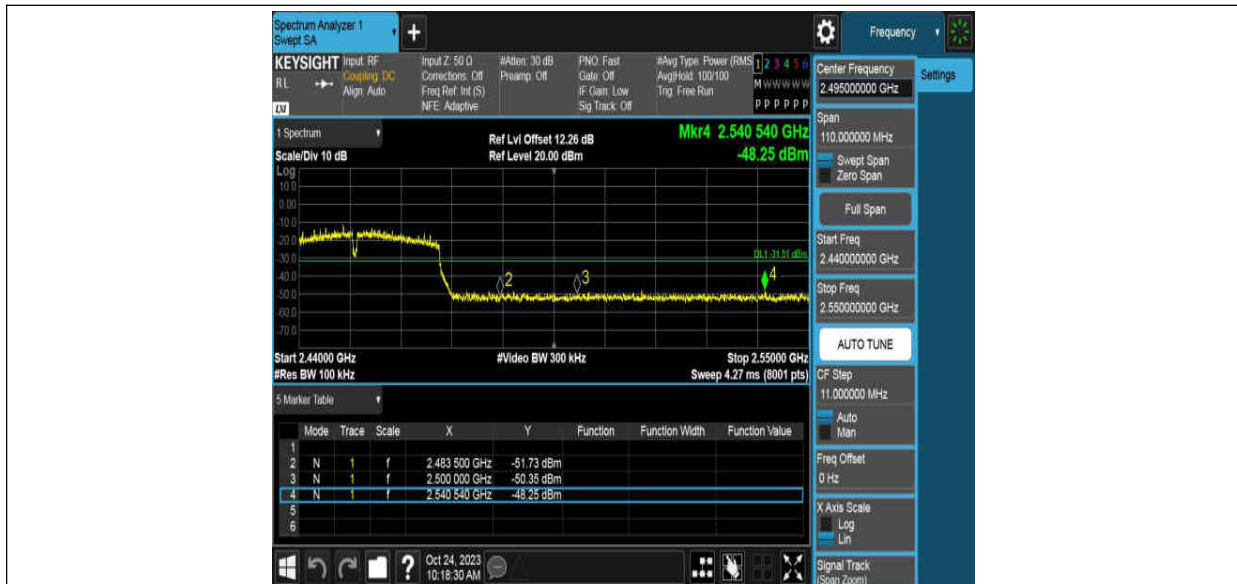 Spectrum Analyzer 1
Swept SA
+
Frequency
KEYSIGHT
RL
Input: RF
Coupling: DC
Align: Auto
Input Z: 50 Ω
Corrections: Off
Freq Ref: Int (S)
NFE: Adaptive
#Atten: 30 dB
Preamp: Off
PNO: Fast
Gate: Off
IF Gain: Low
Sig Track: Off
#Avg Type: Power (RMS
Avg|Hold: 100/100
Trig: Free Run
1 2 3 4 5 6
M W W W W W
P P P P P P
Center Frequency
2.495000000 GHz
Settings
Span
110.000000 MHz
Swept Span
Zero Span
Full Span
Start Freq
2.440000000 GHz
Stop Freq
2.550000000 GHz
AUTO TUNE
CF Step
11.000000 MHz
Auto
Man
Freq Offset
0 Hz
X Axis Scale
Log
Lin
Signal Track
(Span Zoom)
1 Spectrum
Scale/Div 10 dB
Ref Lvl Offset 12.26 dB
Ref Level 20.00 dBm
Mkr4 2.540 540 GHz
-48.25 dBm
Log
10.0
0.00
-10.0
-20.0
-30.0
-40.0
-50.0
-60.0
-70.0
DL1 -31.51 dBm
2
3
4
Start 2.44000 GHz
#Video BW 300 kHz
Stop 2.55000 GHz
#Res BW 100 kHz
Sweep 4.27 ms (8001 pts)
5 Marker Table
Mode Trace Scale X Y Function Function Width Function Value
1
2 N 1 f 2.483 500 GHz -51.73 dBm
3 N 1 f 2.500 000 GHz -50.35 dBm
4 N 1 f 2.540 540 GHz -48.25 dBm
5
6
?
Oct 24, 2023
10:18:30 AM